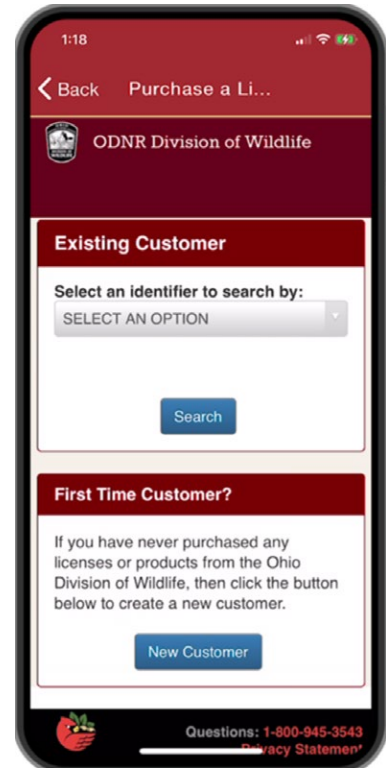 1:18
Back Purchase a Li...
ODNR Division of Wildlife
Existing Customer
Select an identifier to search by:
SELECT AN OPTION
Search
First Time Customer?
If you have never purchased any
licenses or products from the Ohio
Division of Wildlife, then click the button
below to create a new customer.
New Customer
Questions: 1-800-945-3543
Privacy Statement